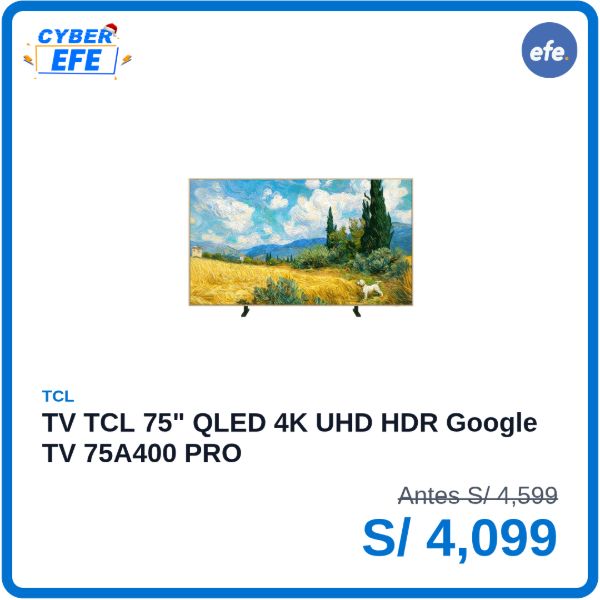 CYBER
EFE
efe.
TCL
TV TCL 75" QLED 4K UHD HDR Google
TV 75A400 PRO
Antes S/ 4,599
S/ 4,099